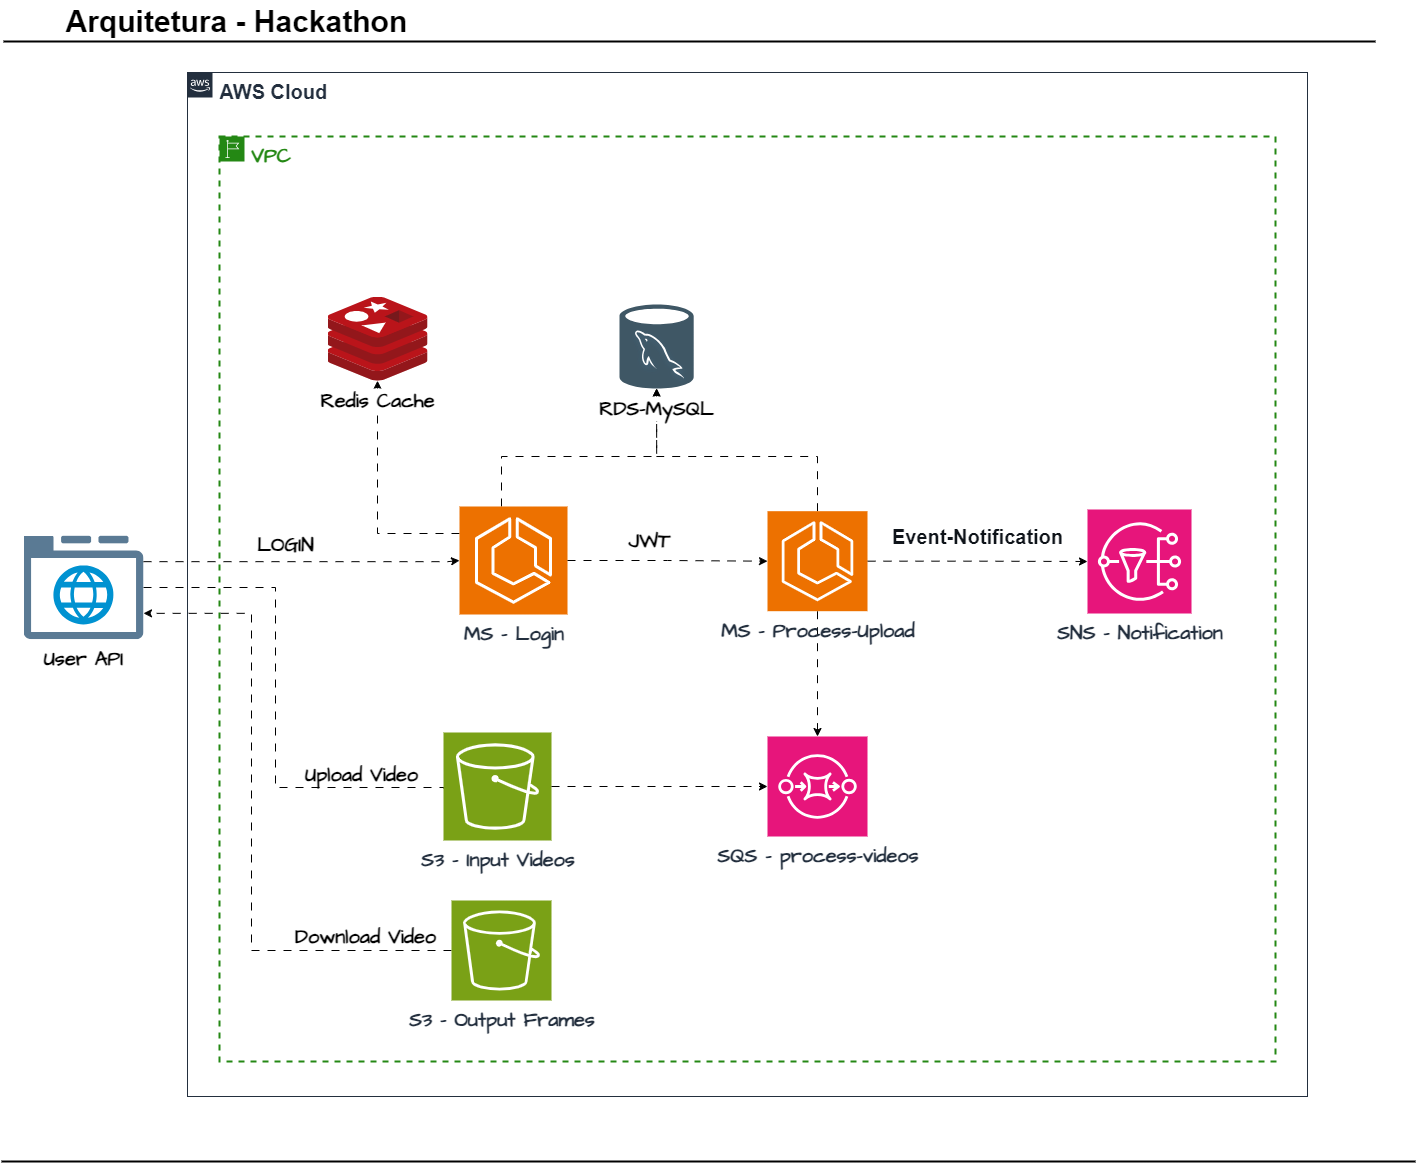 Arquitetura - Hackathon
aws
AWS Cloud
VPC
Redis Cache
RDS-MySQL
LOGIN
JWT
Event-Notification
User API
MS - Login
MS - Process-Upload
SNS - Notification
Upload Video
S3 - Input Videos
SQS - process-videos
Download Video
S3 - Output Frames